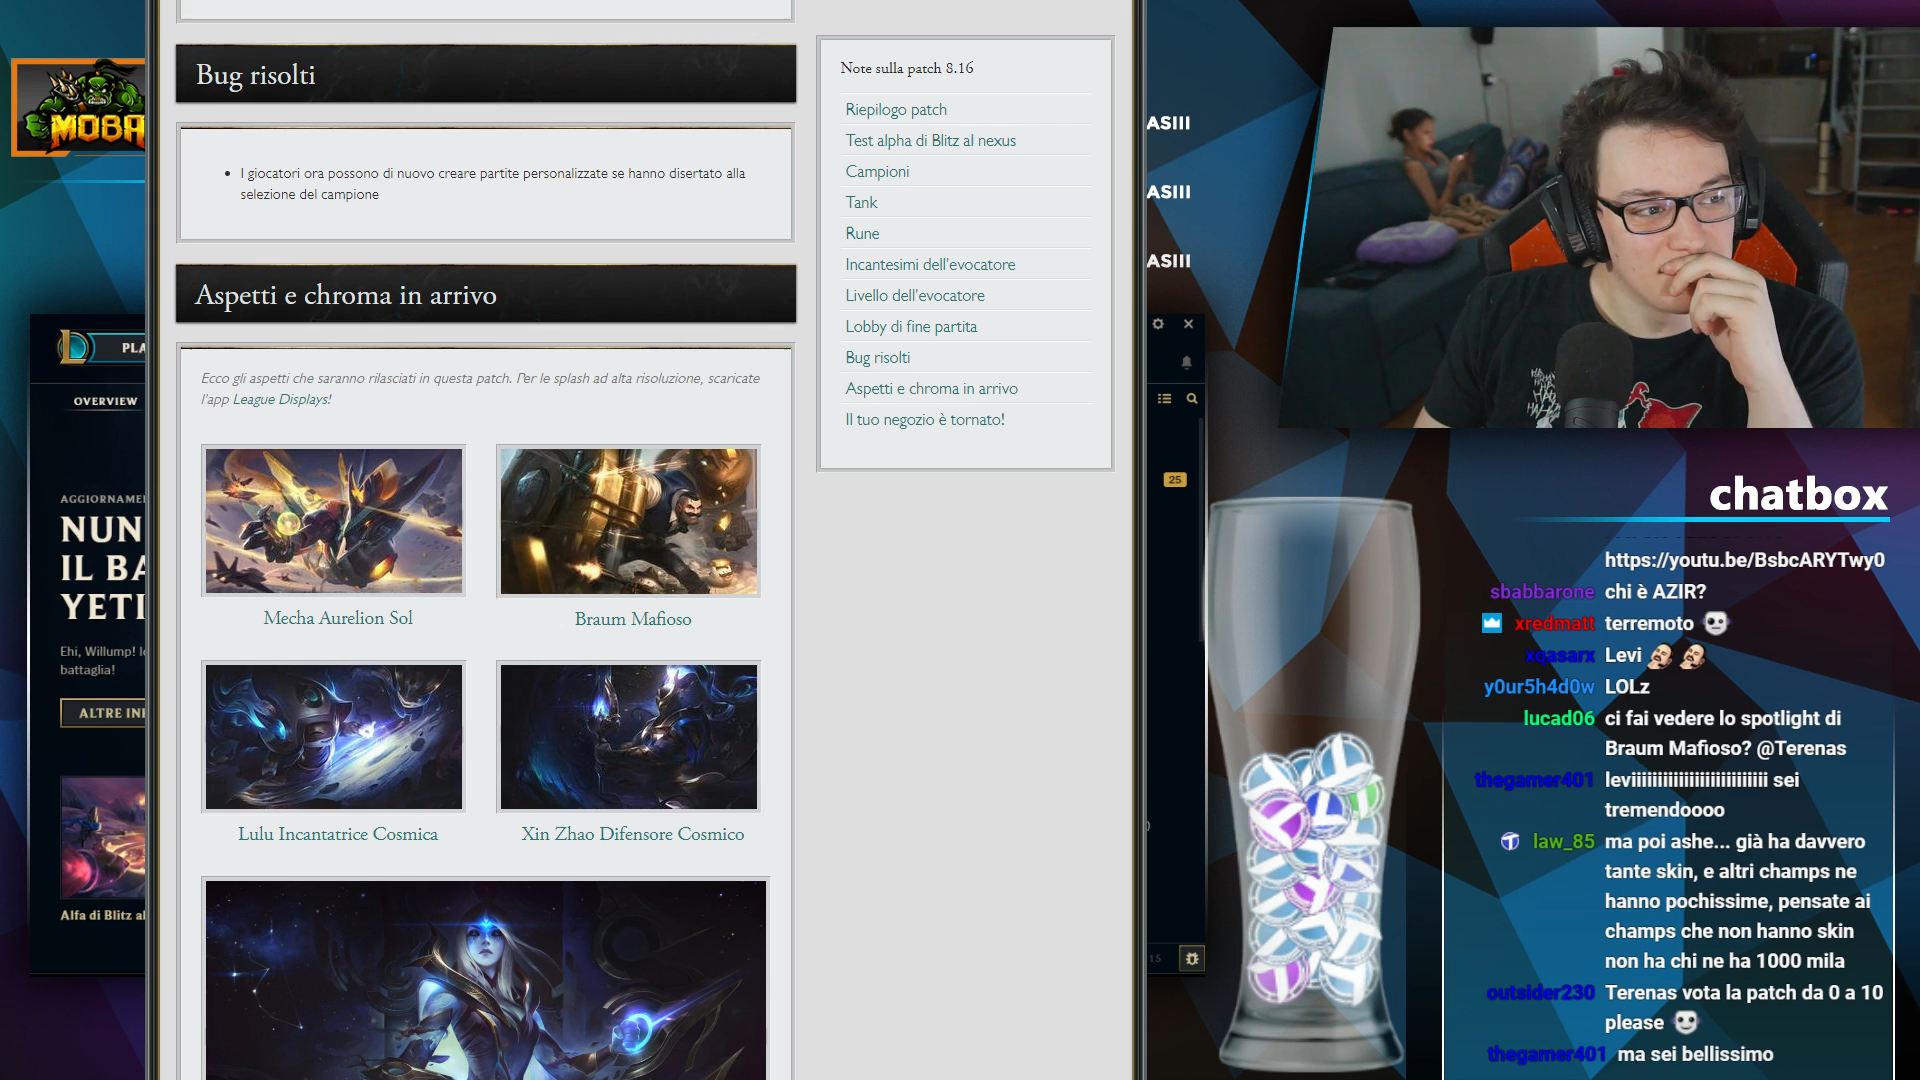 Bug risolti
I giocatori ora possono di nuovo creare partite personalizzate se hanno disertato alla
selezione del campione
Aspetti e chroma in arrivo
Ecco gli aspetti che saranno rilasciati in questa patch. Per le splash ad alta risoluzione, scaricate
l'app League Displays!
Mecha Aurelion Sol
Braum Mafioso
Lulu Incantatrice Cosmica
Xin Zhao Difensore Cosmico
Note sulla patch 8.16
Riepilogo patch
Test alpha di Blitz al nexus
Campioni
Tank
Rune
Incantesimi dell'evocatore
Livello dell'evocatore
Lobby di fine partita
Bug risolti
Aspetti e chroma in arrivo
Il tuo negozio è tornato!
MOBA
PLA
OVERVIEW
AGGIORNAME
NUN
IL BA
YETI
Ehi, Willump! Io
battaglia!
ALTRE INF
Alfa di Blitz al
ASIII
ASIII
ASIII
25
15
chatbox
https://youtu.be/BsbcARYTwy0
sbabbarone chi è AZIR?
xredmatt terremoto
xqasarx Levi
y0ur5h4d0w LOLz
lucad06 ci fai vedere lo spotlight di
Braum Mafioso? @Terenas
thegamer401 leviiiiiiiiiiiiiiiiiiiiiiiiii sei
tremendoooo
law_85 ma poi ashe... già ha davvero
tante skin, e altri champs ne
hanno pochissime, pensate ai
champs che non hanno skin
non ha chi ne ha 1000 mila
outsider230 Terenas vota la patch da 0 a 10
please
thegamer401 ma sei bellissimo